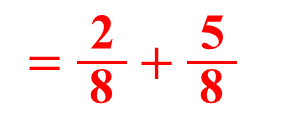 = 2/8 + 5/8